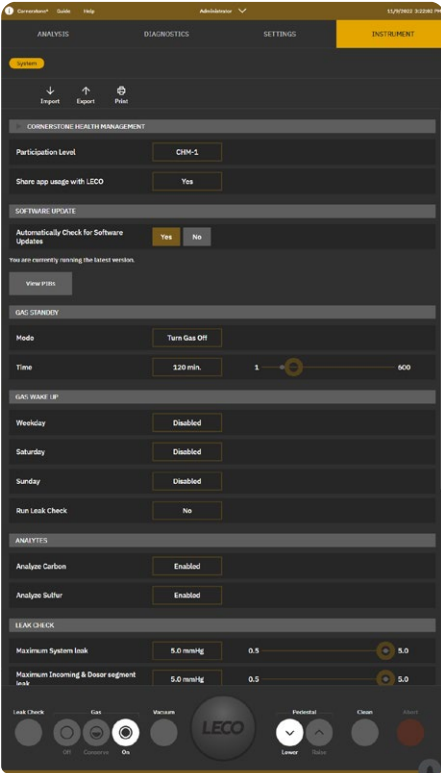 Cornerstone® Guide Help Administrator 11/9/2022 3:22:02 PM
ANALYSIS DIAGNOSTICS SETTINGS INSTRUMENT
System
Import Export Print
CORNERSTONE HEALTH MANAGEMENT
Participation Level CHM-1
Share app usage with LECO Yes
SOFTWARE UPDATE
Automatically Check for Software
Updates
Yes No
You are currently running the latest version.
View PIBs
GAS STANDBY
Mode Turn Gas Off
Time 120 min. 1 600
GAS WAKE UP
Weekday Disabled
Saturday Disabled
Sunday Disabled
Run Leak Check No
ANALYTES
Analyze Carbon Enabled
Analyze Sulfur Enabled
LEAK CHECK
Maximum System leak 5.0 mmHg 0.5 5.0
Maximum Incoming & Doser segment
leak
5.0 mmHg 0.5 5.0
Leak Check Gas Vacuum Pedestal Clean Abort
LECO
Off Conserve On Lower Raise